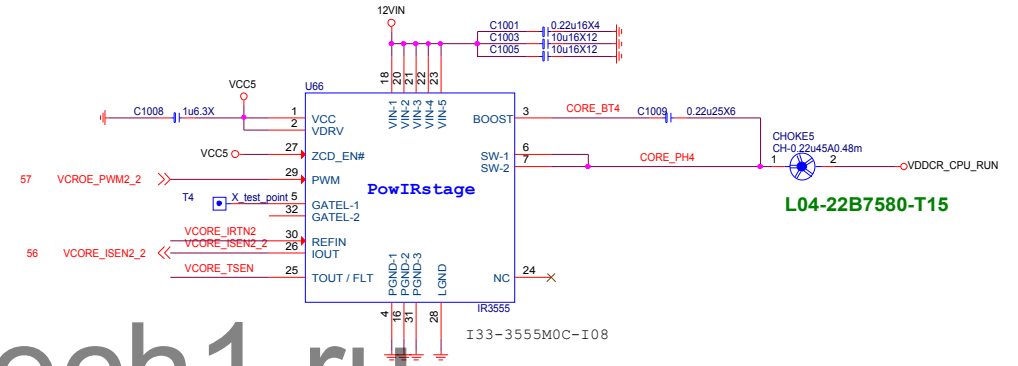 12VIN
C1001 0.22u16X4
C1003 10u16X12
C1005 10u16X12
18 20 21 22 23
VCC5
U66
C1008 1u6.3X
1 VCC
2 VDRV
VIN-1 VIN-2 VIN-3 VIN-4 VIN-5
BOOST 3 CORE_BT4 C1009 0.22u25X6
VCC5 27 ZCD_EN#
SW-1 6
SW-2 7 CORE_PH4
CHOKE5
CH-0.22u45A0.48m
1 2 VDDCR_CPU_RUN
57 VCROE_PWM2_2 29 PWM
PowIRstage
L04-22B7580-T15
T4 X_test_point 5 GATEL-1
32 GATEL-2
VCORE_IRTN2 30 REFIN
56 VCORE_ISEN2_2 VCORE_ISEN2_2 26 IOUT
VCORE_TSEN 25 TOUT / FLT
PGND-1 PGND-2 PGND-3 LGND
NC 24
4 16 31 28
IR3555
I33-3555M0C-I08